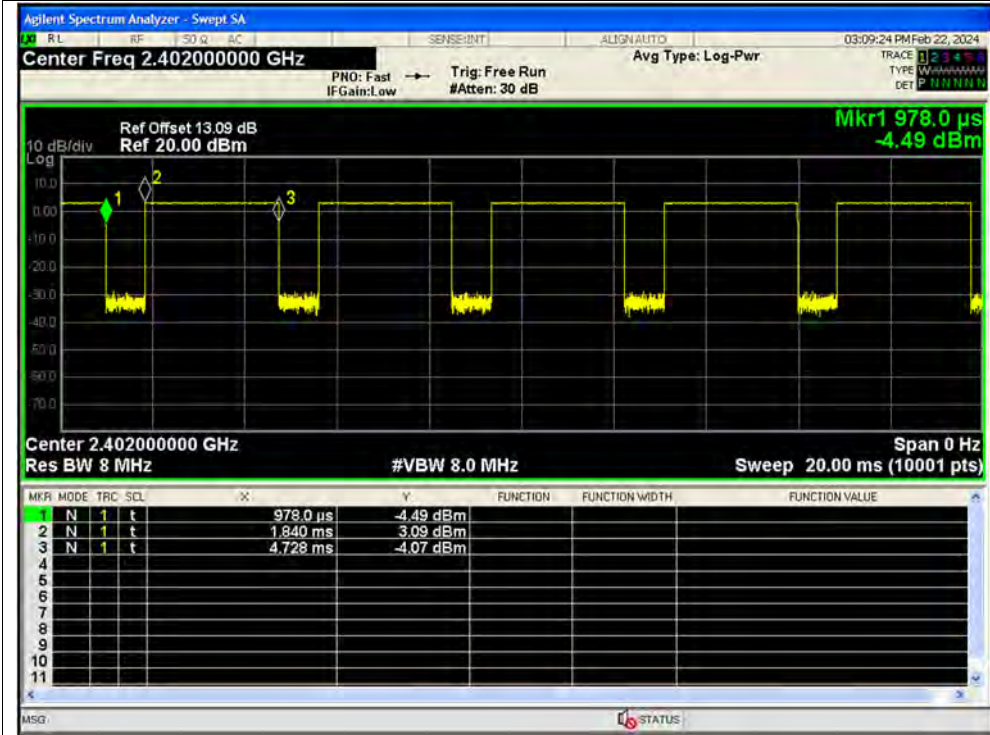 Agilent Spectrum Analyzer - Swept SA
RL RF 50 Ω AC SENSE:INT ALIGN AUTO 03:09:24 PM Feb 22, 2024
Center Freq 2.402000000 GHz Avg Type: Log-Pwr TRACE 1 2 3 4 5 6
PNO: Fast Trig: Free Run TYPE
IFGain:Low #Atten: 30 dB DET P N N N N N
Mkr1 978.0 µs
Ref Offset 13.09 dB
10 dB/div Ref 20.00 dBm -4.49 dBm
Log
10.0
0.00
-10.0
-20.0
-30.0
-40.0
-50.0
-60.0
-70.0
1
2
3
Center 2.402000000 GHz Span 0 Hz
Res BW 8 MHz #VBW 8.0 MHz Sweep 20.00 ms (10001 pts)
MKR MODE TRC SCL X Y FUNCTION FUNCTION WIDTH FUNCTION VALUE
1 N 1 t 978.0 µs -4.49 dBm
2 N 1 t 1.840 ms 3.09 dBm
3 N 1 t 4.728 ms -4.07 dBm
4
5
6
7
8
9
10
11
MSG STATUS